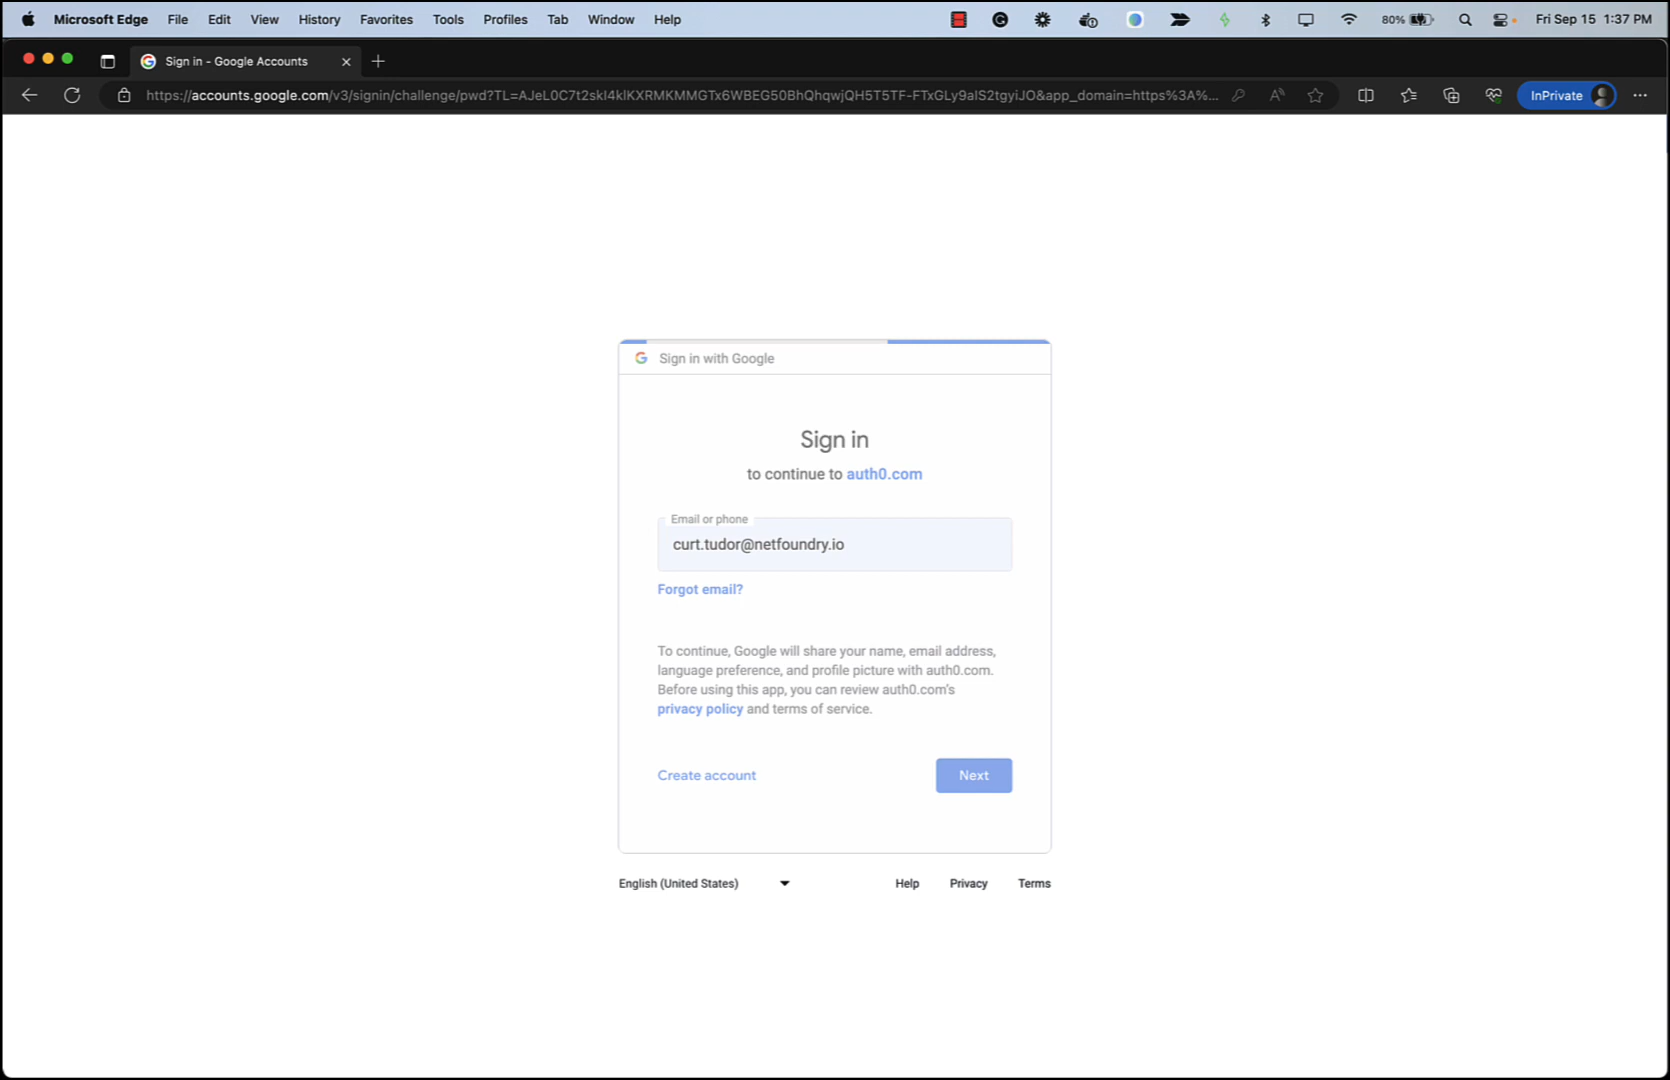 Microsoft Edge File Edit View History Favorites Tools Profiles Tab Window Help 80% Fri Sep 15 1:37 PM
Sign in - Google Accounts
https://accounts.google.com/v3/signin/challenge/pwd?TL=AJeL0C7t2skI4klKXRMKMMGTx6WBEG50BhQhqwjQH5T5TF-FTxGLy9alS2tgyiJO&app_domain=https%3A%... InPrivate
Sign in with Google
Sign in
to continue to auth0.com
Email or phone
curt.tudor@netfoundry.io
Forgot email?
To continue, Google will share your name, email address,
language preference, and profile picture with auth0.com.
Before using this app, you can review auth0.com's
privacy policy and terms of service.
Create account Next
English (United States) Help Privacy Terms